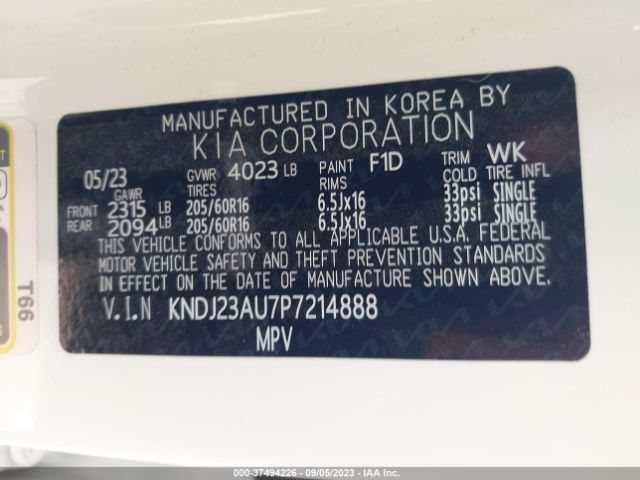 MANUFACTURED IN KOREA BY
KIA CORPORATION
05/23 GVWR 4023 LB PAINT F1D TRIM WK
GAWR TIRES RIMS COLD TIRE INFL
FRONT 2315 LB 205/60R16 6.5Jx16 33psi SINGLE
REAR 2094 LB 205/60R16 6.5Jx16 33psi SINGLE
THIS VEHICLE CONFORMS TO ALL APPLICABLE U.S.A. FEDERAL
MOTOR VEHICLE SAFETY AND THEFT PREVENTION STANDARDS
IN EFFECT ON THE DATE OF MANUFACTURE SHOWN ABOVE.
V.I.N KNDJ23AU7P7214888
MPV
T66
000-37494226 - 09/05/2023 - IAAI.COM